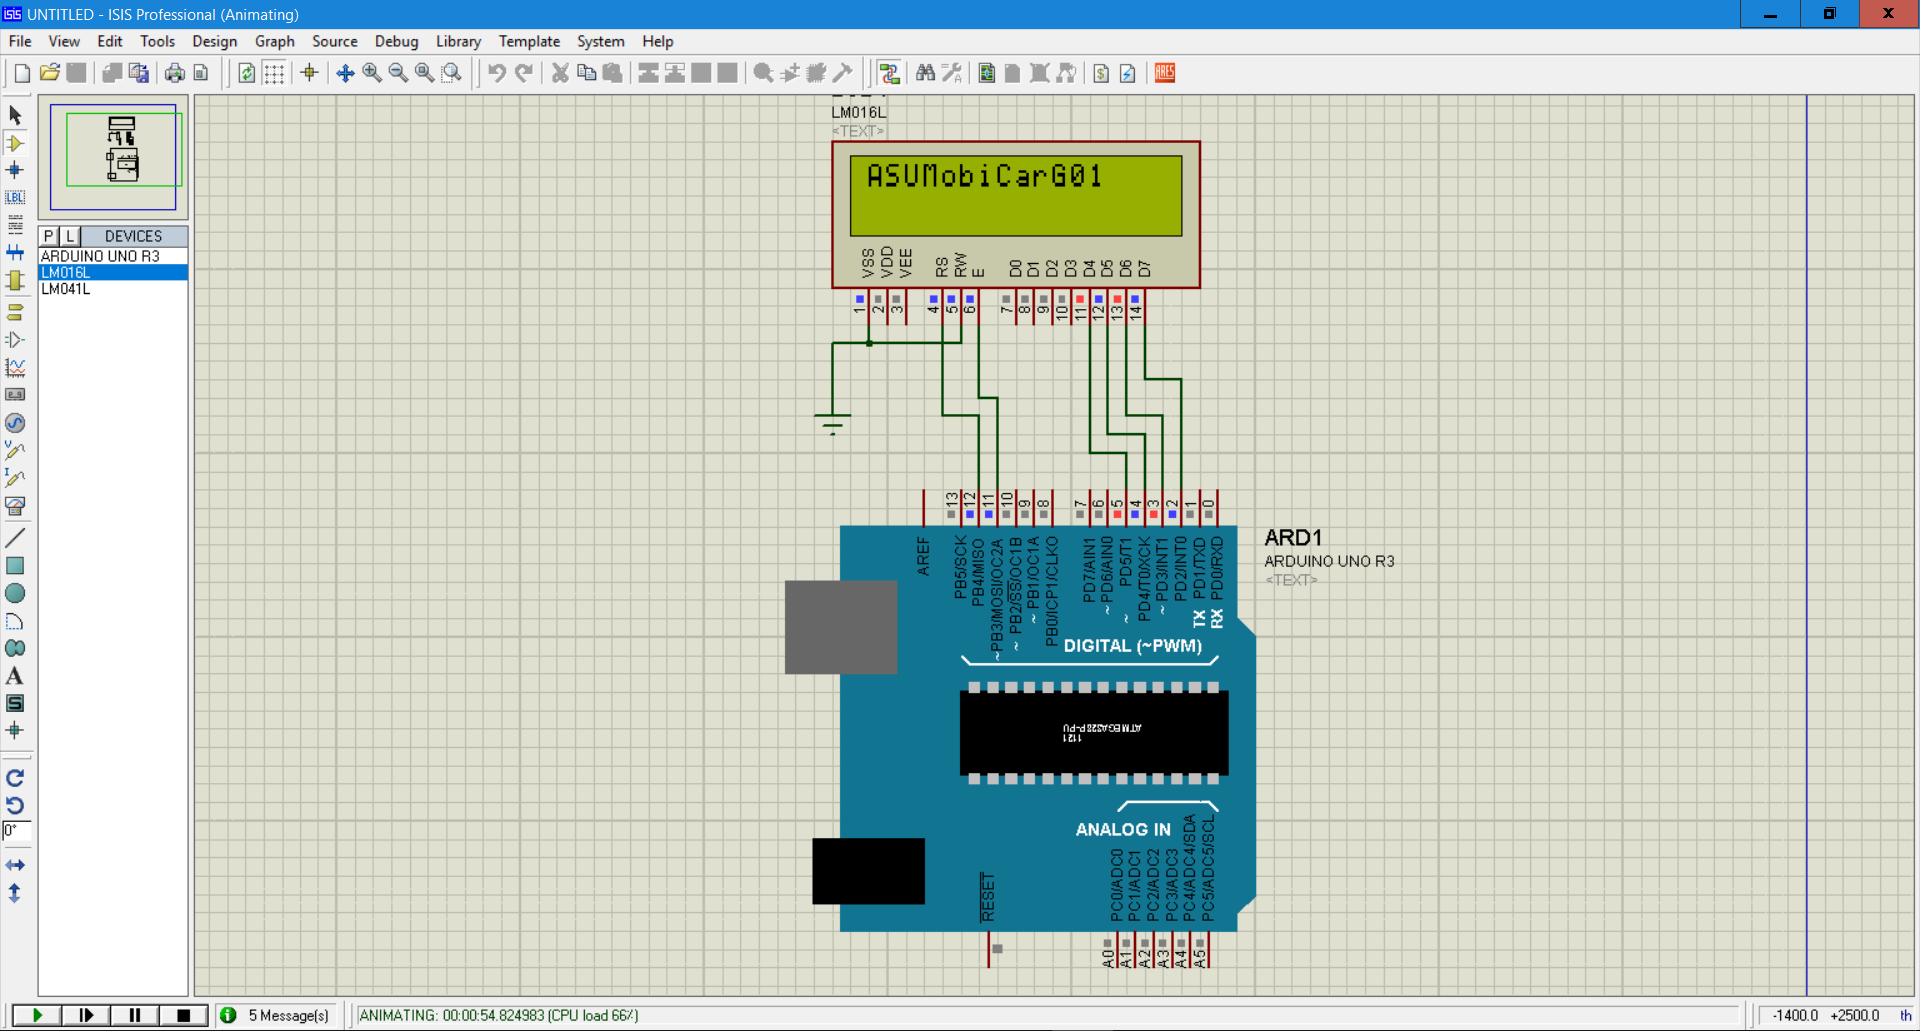 UNTITLED - ISIS Professional (Animating)
File View Edit Tools Design Graph Source Debug Library Template System Help
ARES
LBL
P L DEVICES
ARDUINO UNO R3
LM016L
LM041L
A
S
0°
LM016L
<TEXT>
ASUMobiCarG01
VSS VDD VEE RS RW E D0 D1 D2 D3 D4 D5 D6 D7
1 2 3 4 5 6 7 8 9 10 11 12 13 14
13 12 11 10 9 8 7 6 5 4 3 2 1 0
ARD1
ARDUINO UNO R3
<TEXT>
AREF
PB5/SCK
PB4/MISO
~PB3/MOSI/OC2A
~PB2/SS/OC1B
~PB1/OC1A
PB0/ICP1/CLKO
PD7/AIN1
~PD6/AIN0
~PD5/T1
PD4/T0/XCK
~PD3/INT1
PD2/INT0
PD1/TXD
PD0/RXD
TX
RX
DIGITAL (~PWM)
ATMEGA328P-PU
1121
ANALOG IN
RESET
PC0/ADC0
PC1/ADC1
PC2/ADC2
PC3/ADC3
PC4/ADC4/SDA
PC5/ADC5/SCL
A0 A1 A2 A3 A4 A5
5 Message(s)
ANIMATING: 00:00:54.824983 (CPU load 66%)
-1400.0 +2500.0 th